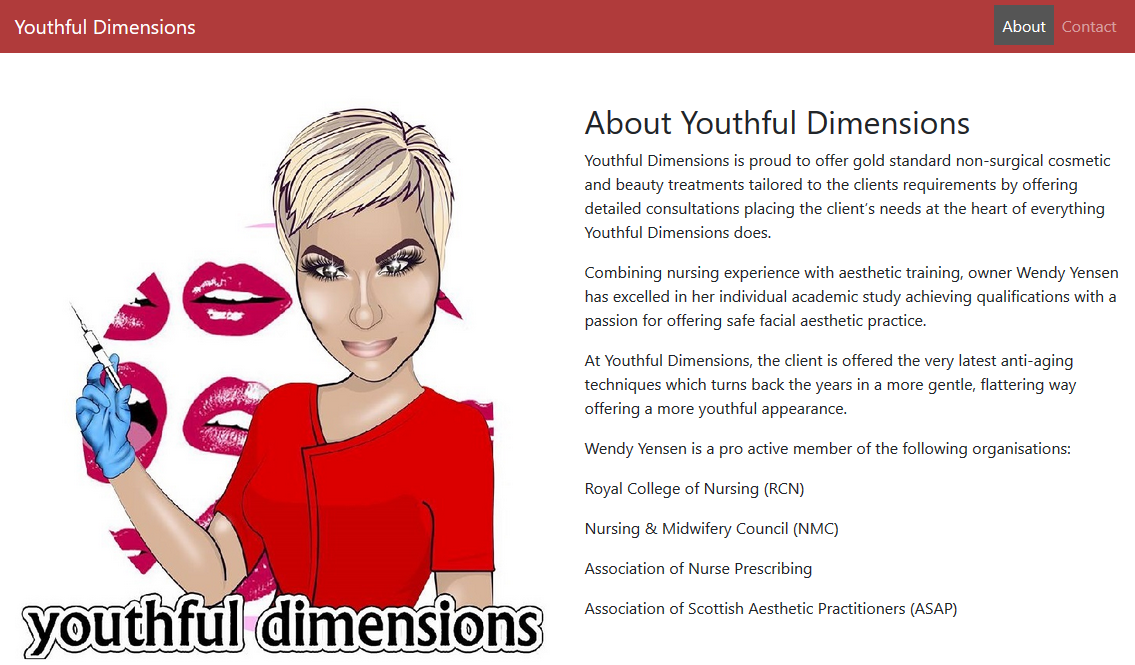 Youthful Dimensions
About
Contact
About Youthful Dimensions
Youthful Dimensions is proud to offer gold standard non-surgical cosmetic
and beauty treatments tailored to the clients requirements by offering
detailed consultations placing the client’s needs at the heart of everything
Youthful Dimensions does.
Combining nursing experience with aesthetic training, owner Wendy Yensen
has excelled in her individual academic study achieving qualifications with a
passion for offering safe facial aesthetic practice.
At Youthful Dimensions, the client is offered the very latest anti-aging
techniques which turns back the years in a more gentle, flattering way
offering a more youthful appearance.
Wendy Yensen is a pro active member of the following organisations:
Royal College of Nursing (RCN)
Nursing & Midwifery Council (NMC)
Association of Nurse Prescribing
Association of Scottish Aesthetic Practitioners (ASAP)
youthful dimensions